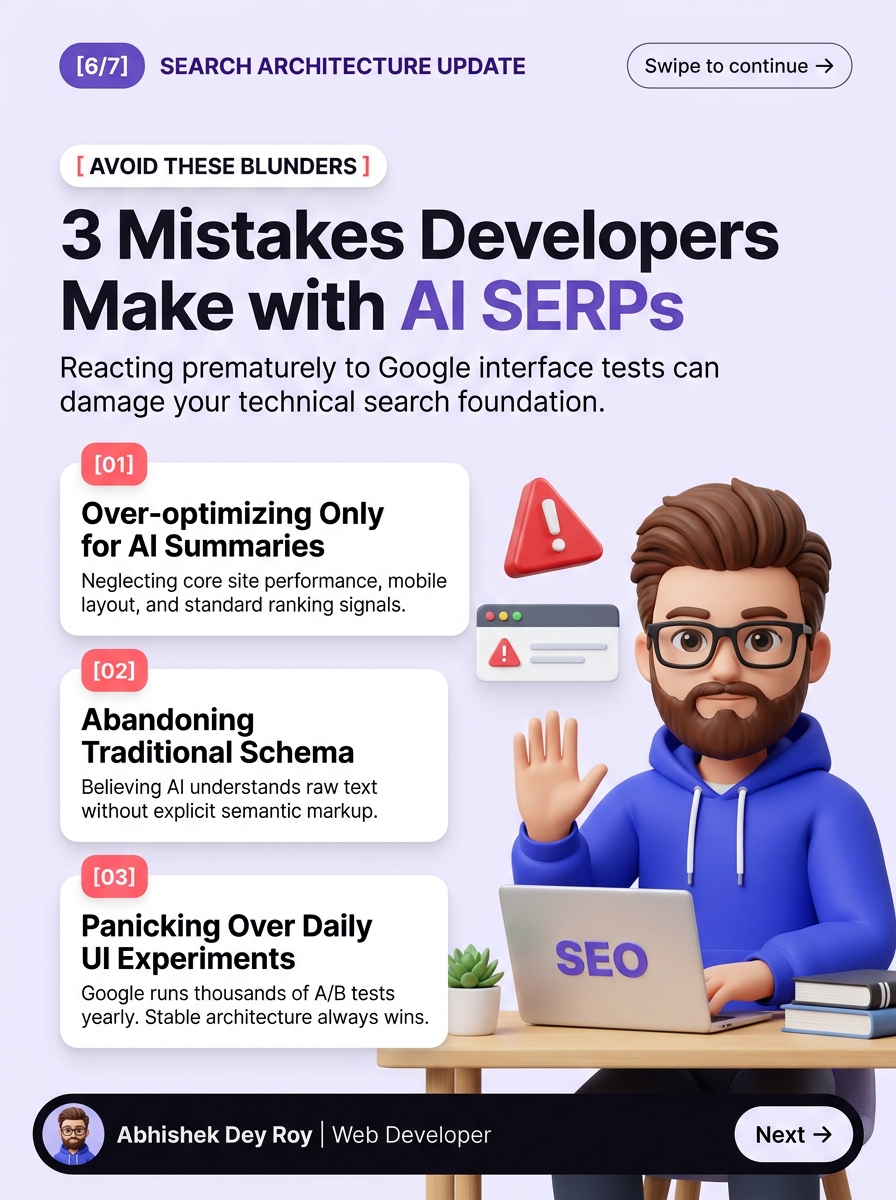 [6/7] SEARCH ARCHITECTURE UPDATE
Swipe to continue →
[ AVOID THESE BLUNDERS ]
3 Mistakes Developers
Make with AI SERPs
Reacting prematurely to Google interface tests can
damage your technical search foundation.
[01]
Over-optimizing Only
for AI Summaries
Neglecting core site performance, mobile
layout, and standard ranking signals.
[02]
Abandoning
Traditional Schema
Believing AI understands raw text
without explicit semantic markup.
[03]
Panicking Over Daily
UI Experiments
Google runs thousands of A/B tests
yearly. Stable architecture always wins.
SEO
Abhishek Dey Roy | Web Developer
Next →